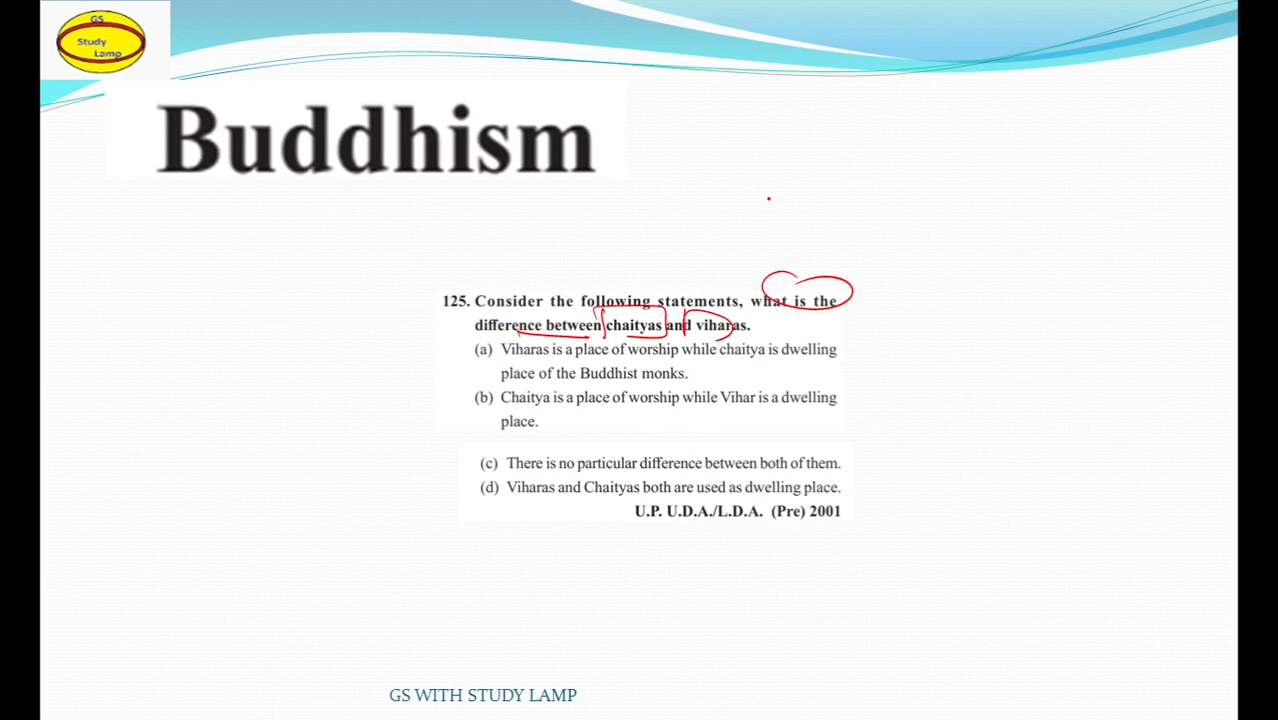 GS
Study
Lamp
Buddhism
125. Consider the following statements, what is the
difference between chaityas and viharas.
(a) Viharas is a place of worship while chaitya is dwelling
place of the Buddhist monks.
(b) Chaitya is a place of worship while Vihar is a dwelling
place.
(c) There is no particular difference between both of them.
(d) Viharas and Chaityas both are used as dwelling place.
U.P. U.D.A./L.D.A. (Pre) 2001
GS WITH STUDY LAMP